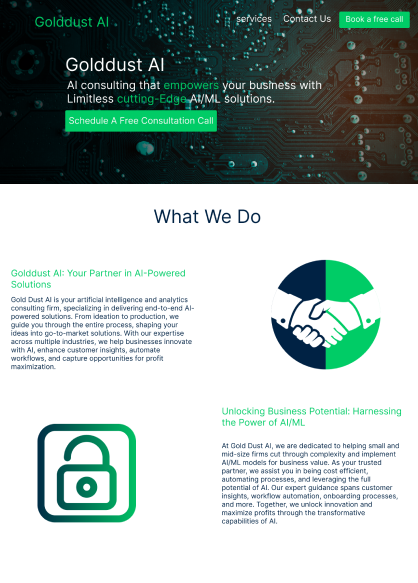 Golddust AI
services
Contact Us
Book a free call
Golddust AI
AI consulting that empowers your business with
Limitless cutting-Edge AI/ML solutions.
Schedule A Free Consultation Call
What We Do
Golddust AI: Your Partner in AI-Powered
Solutions
Gold Dust AI is your artificial intelligence and analytics
consulting firm, specializing in delivering end-to-end AI-
powered solutions. From ideation to production, we
guide you through the entire process, shaping your
ideas into go-to-market solutions. With our expertise
across multiple industries, we help businesses innovate
with AI, enhance customer insights, automate
workflows, and capture opportunities for profit
maximization.
Unlocking Business Potential: Harnessing
the Power of AI/ML
At Gold Dust AI, we are dedicated to helping small and
mid-size firms cut through complexity and implement
AI/ML models for business value. As your trusted
partner, we assist you in being cost efficient,
automating processes, and leveraging the full
potential of AI. Our expert guidance spans customer
insights, workflow automation, onboarding processes,
and more. Together, we unlock innovation and
maximize profits through the transformative
capabilities of AI.